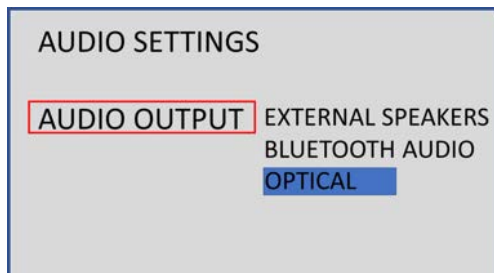 AUDIO SETTINGS
AUDIO OUTPUT EXTERNAL SPEAKERS
BLUETOOTH AUDIO
OPTICAL